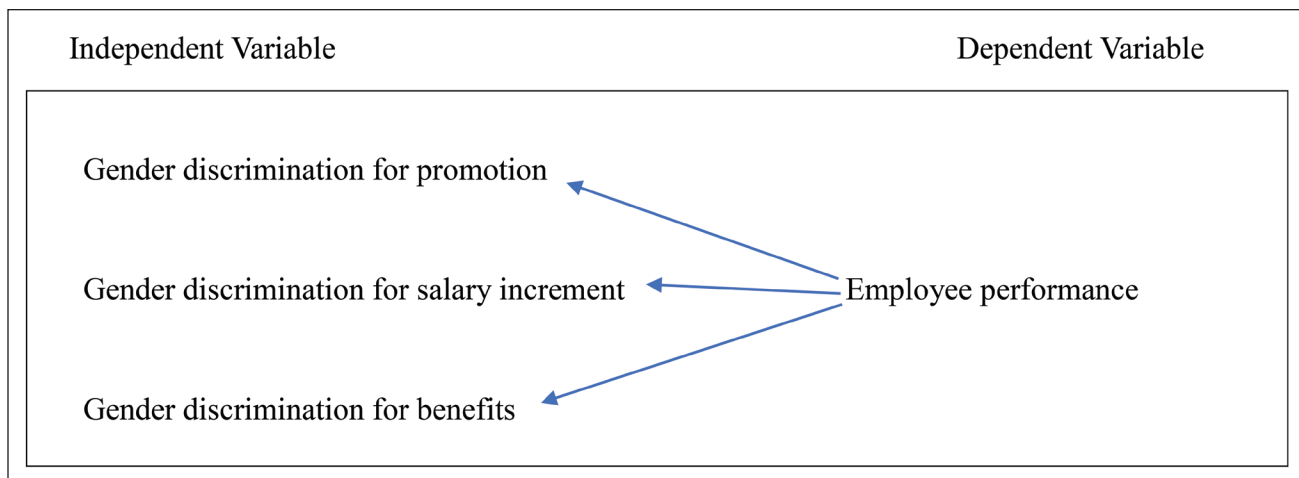 Independent Variable
Dependent Variable
Gender discrimination for promotion
Gender discrimination for salary increment
Employee performance
Gender discrimination for benefits